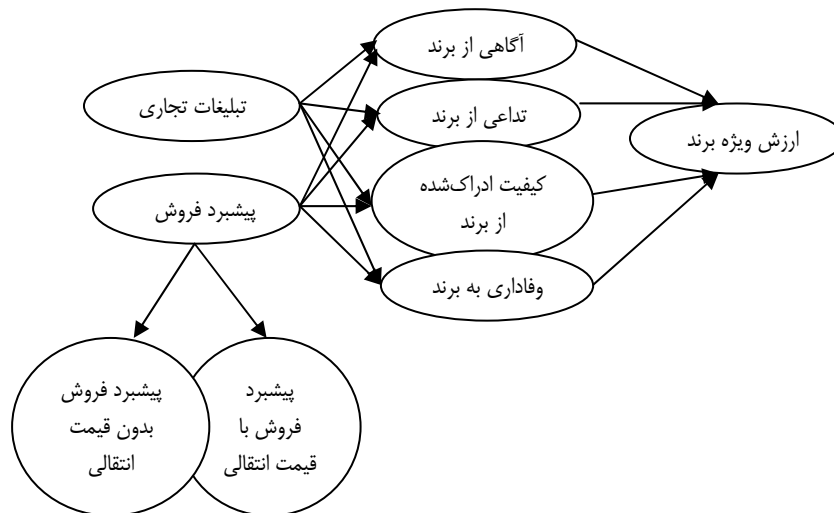 آگاهی از برند
تبلیغات تجاری
تداعی از برند
ارزش ویژه برند
کیفیت ادراک‌شده
از برند
پیشبرد فروش
وفاداری به برند
پیشبرد
فروش با
قیمت انتقالی
پیشبرد فروش
بدون قیمت
انتقالی